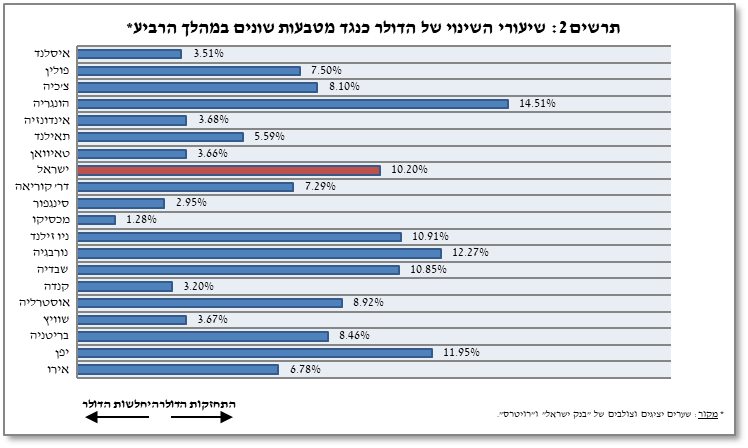 תרשים 2: שיעורי השינוי של הדולר כנגד מטבעות שונים במהלך הרביע*
איסלנד 3.51%
פולין 7.50%
צ'כיה 8.10%
הונגריה 14.51%
אינדונזיה 3.68%
תאילנד 5.59%
טאיוואן 3.66%
ישראל 10.20%
דר' קוריאה 7.29%
סינגפור 2.95%
מכסיקו 1.28%
ניו זילנד 10.91%
נורבגיה 12.27%
שבדיה 10.85%
קנדה 3.20%
אוסטרליה 8.92%
שוויץ 3.67%
בריטניה 8.46%
יפן 11.95%
אירו 6.78%
התחזקות הדולר היחלשות הדולר
* מקור: שערים יציגים וצולבים של "בנק ישראל" ו"רויטרס".